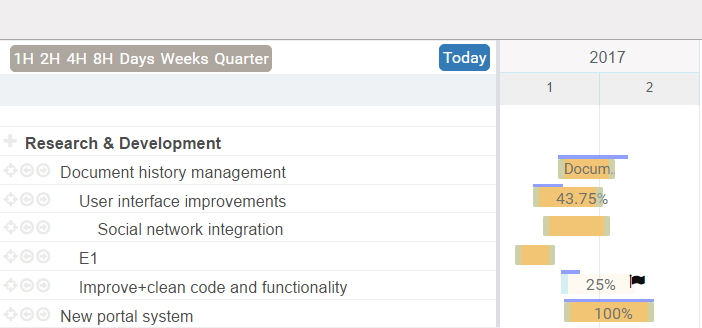 1H 2H 4H 8H Days Weeks Quarter Today 2017
1 2
Research & Development
Document history management Docum.
User interface improvements 43.75%
Social network integration
E1
Improve+clean code and functionality 25%
New portal system 100%